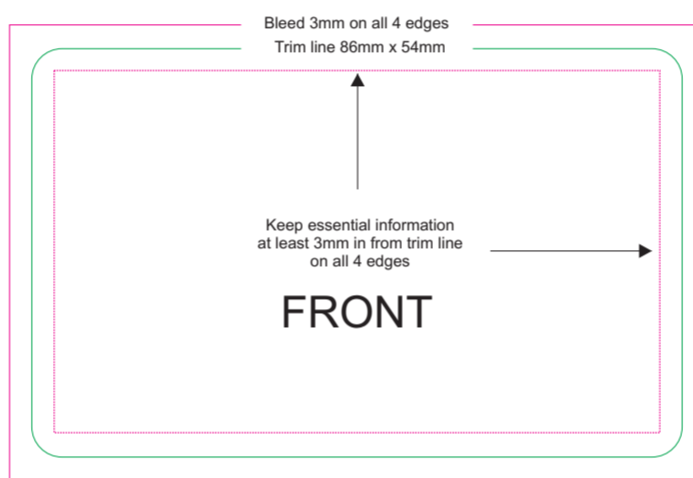 Bleed 3mm on all 4 edges
Trim line 86mm x 54mm
Keep essential information
at least 3mm in from trim line
on all 4 edges
FRONT